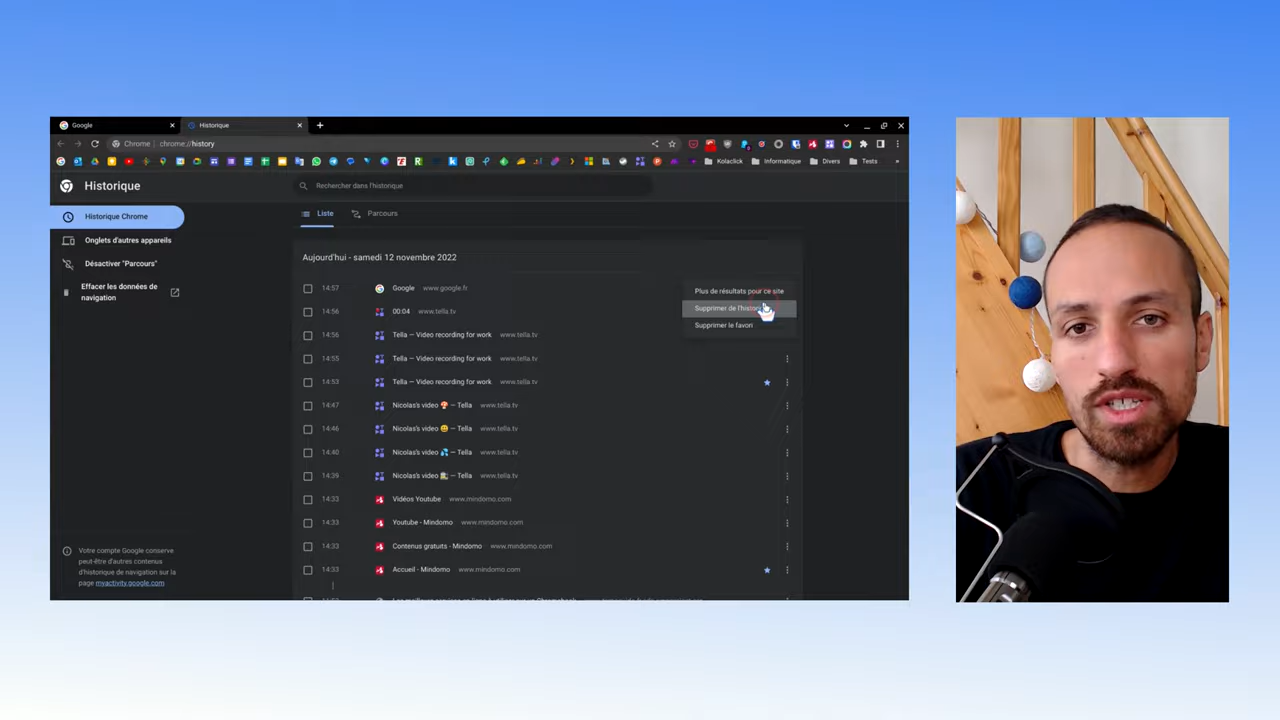 Google
Historique
Chrome
chrome://history
Kolaclick
Informatique
Divers
Tests
»
Historique
Rechercher dans l'historique
Historique Chrome
Onglets d'autres appareils
Désactiver "Parcours"
Effacer les données de
navigation
Liste
Parcours
Aujourd'hui - samedi 12 novembre 2022
14:57 Google www.google.fr
14:56 00:04 www.tella.tv
14:56 Tella — Video recording for work www.tella.tv
14:55 Tella — Video recording for work www.tella.tv
14:53 Tella — Video recording for work www.tella.tv
14:47 Nicolas's video 🍄 — Tella www.tella.tv
14:46 Nicolas's video 😃 — Tella www.tella.tv
14:40 Nicolas's video 💦 — Tella www.tella.tv
14:39 Nicolas's video — Tella www.tella.tv
14:33 Vidéos Youtube www.mindomo.com
14:33 Youtube - Mindomo www.mindomo.com
14:33 Contenus gratuits - Mindomo www.mindomo.com
14:33 Accueil - Mindomo www.mindomo.com
Plus de résultats pour ce site
Supprimer de l'histor
Supprimer le favori
Votre compte Google conserve
peut-être d'autres contenus
d'historique de navigation sur la
page myactivity.google.com